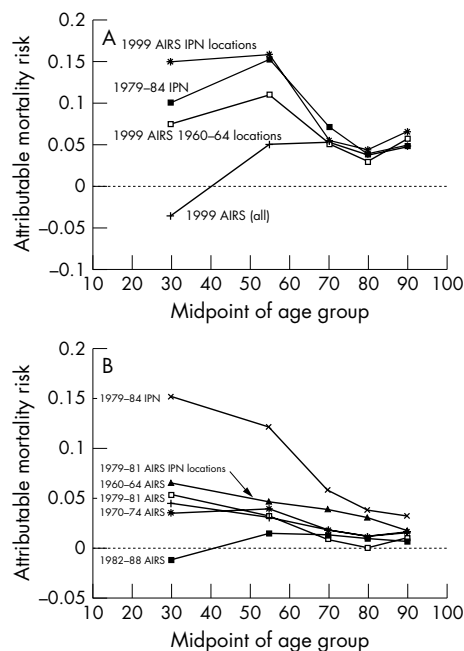 A
0.2
0.15
0.1
0.05
0
−0.05
−0.1
Attributable mortality risk
1999 AIRS IPN locations
1979–84 IPN
1999 AIRS 1960–64 locations
1999 AIRS (all)
10 20 30 40 50 60 70 80 90 100
Midpoint of age group
B
0.2
0.15
0.1
0.05
0
−0.05
Attributable mortality risk
1979–84 IPN
1979–81 AIRS IPN locations
1960–64 AIRS
1979–81 AIRS
1970–74 AIRS
1982–88 AIRS
10 20 30 40 50 60 70 80 90 100
Midpoint of age group